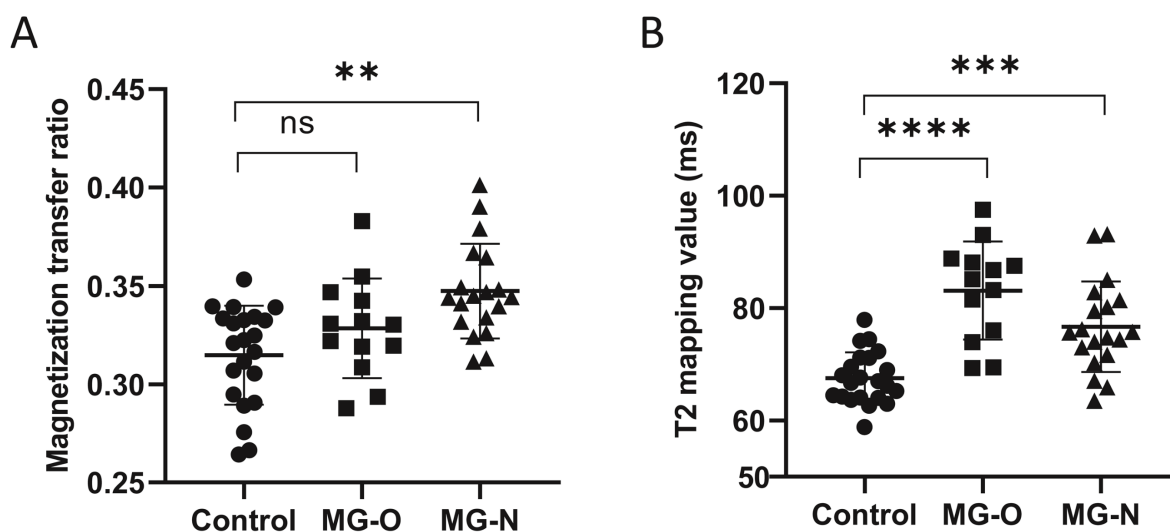 A
Magnetization transfer ratio
0.45
0.40
0.35
0.30
0.25
**
ns
Control MG-O MG-N
B
T2 mapping value (ms)
120
100
80
60
50
***
****
Control MG-O MG-N